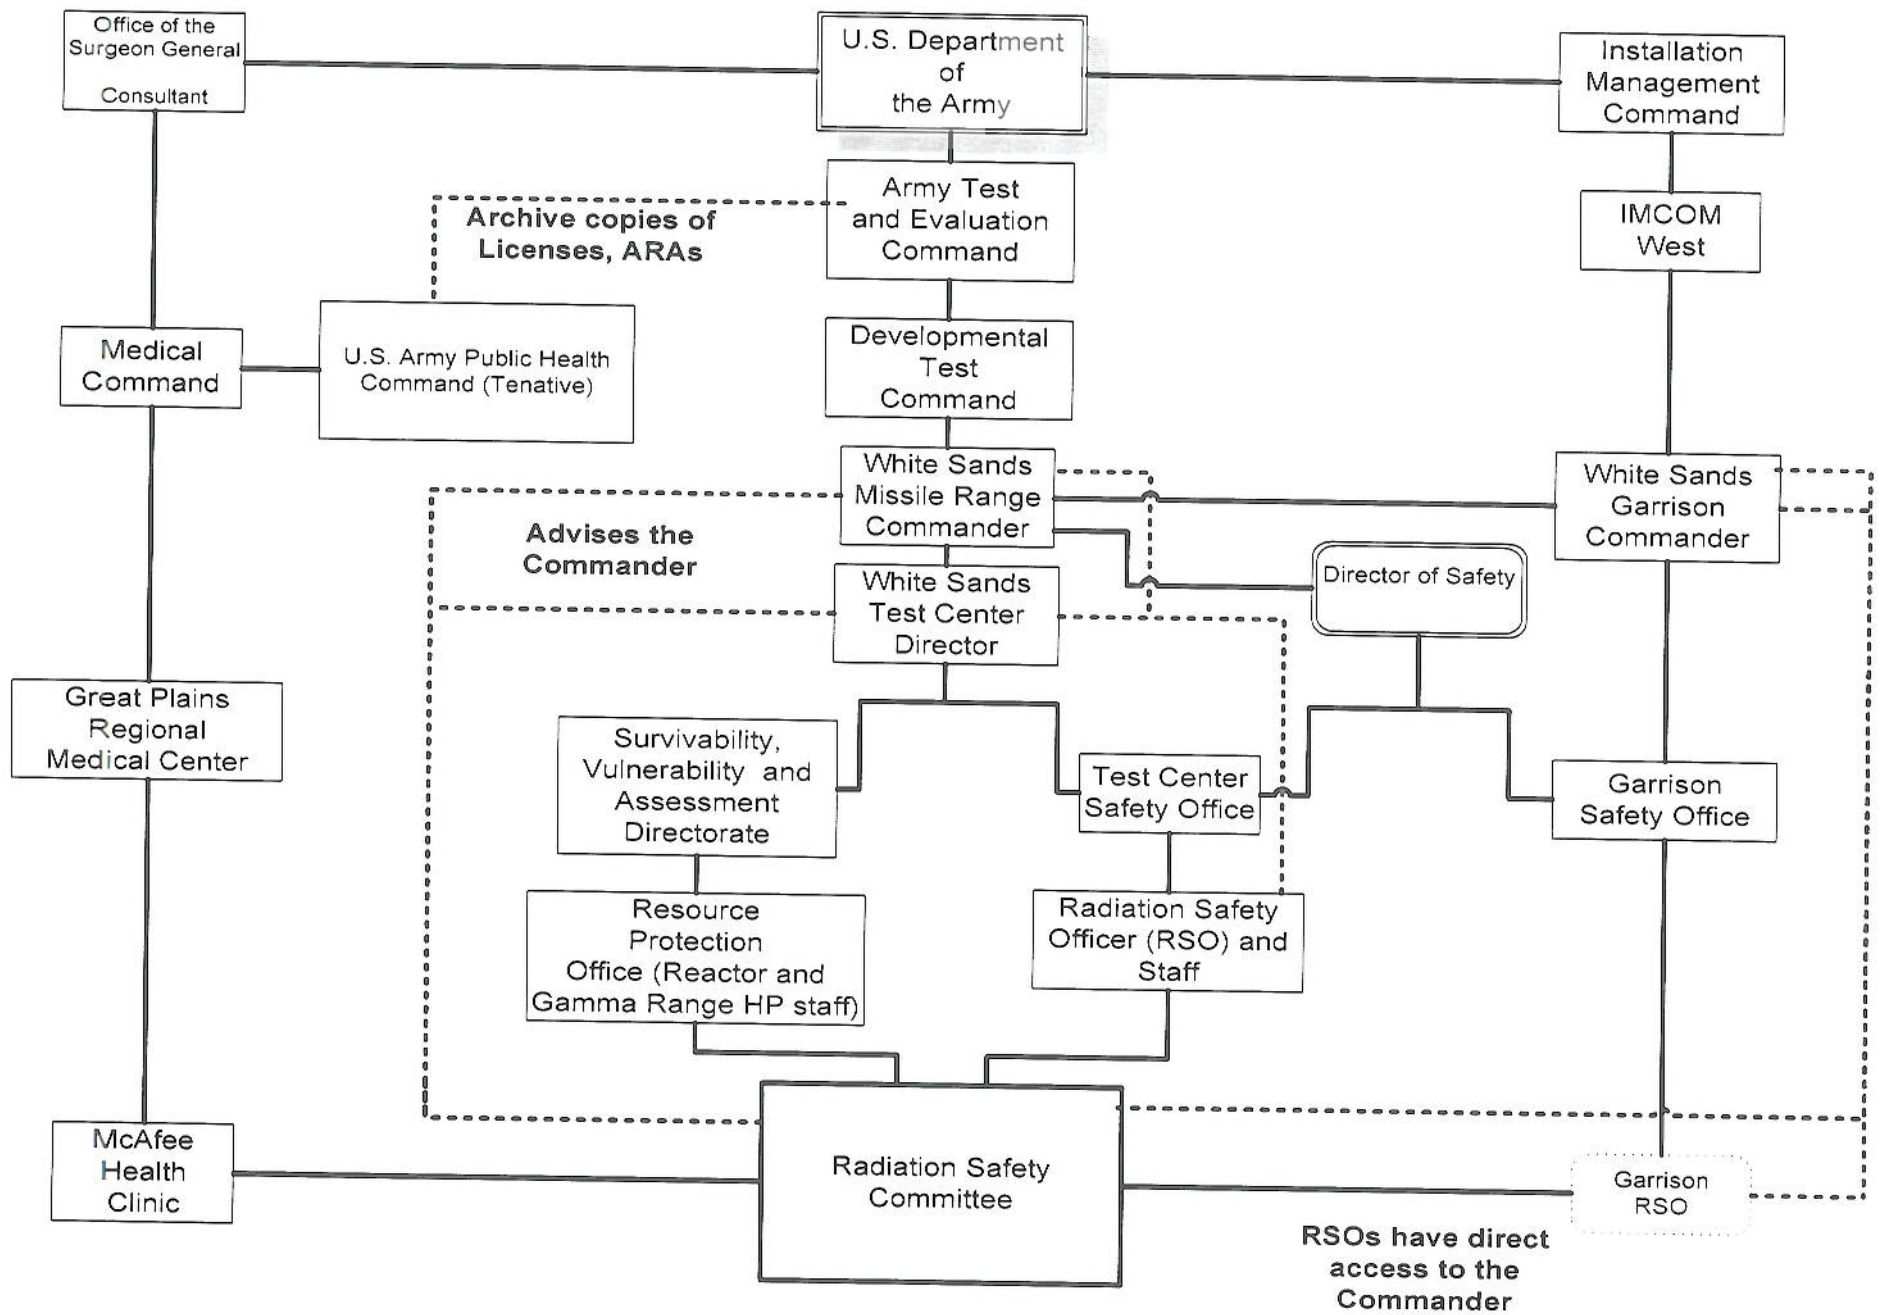 Office of the
Surgeon General
Consultant
U.S. Department
of
the Army
Installation
Management
Command
Army Test
and Evaluation
Command
IMCOM
West
Archive copies of
Licenses, ARAs
Medical
Command
U.S. Army Public Health
Command (Tenative)
Developmental
Test
Command
White Sands
Missile Range
Commander
White Sands
Garrison
Commander
Advises the
Commander
White Sands
Test Center
Director
Director of Safety
Great Plains
Regional
Medical Center
Survivability,
Vulnerability and
Assessment
Directorate
Test Center
Safety Office
Garrison
Safety Office
Resource
Protection
Office (Reactor and
Gamma Range HP staff)
Radiation Safety
Officer (RSO) and
Staff
McAfee
Health
Clinic
Radiation Safety
Committee
Garrison
RSO
RSOs have direct
access to the
Commander